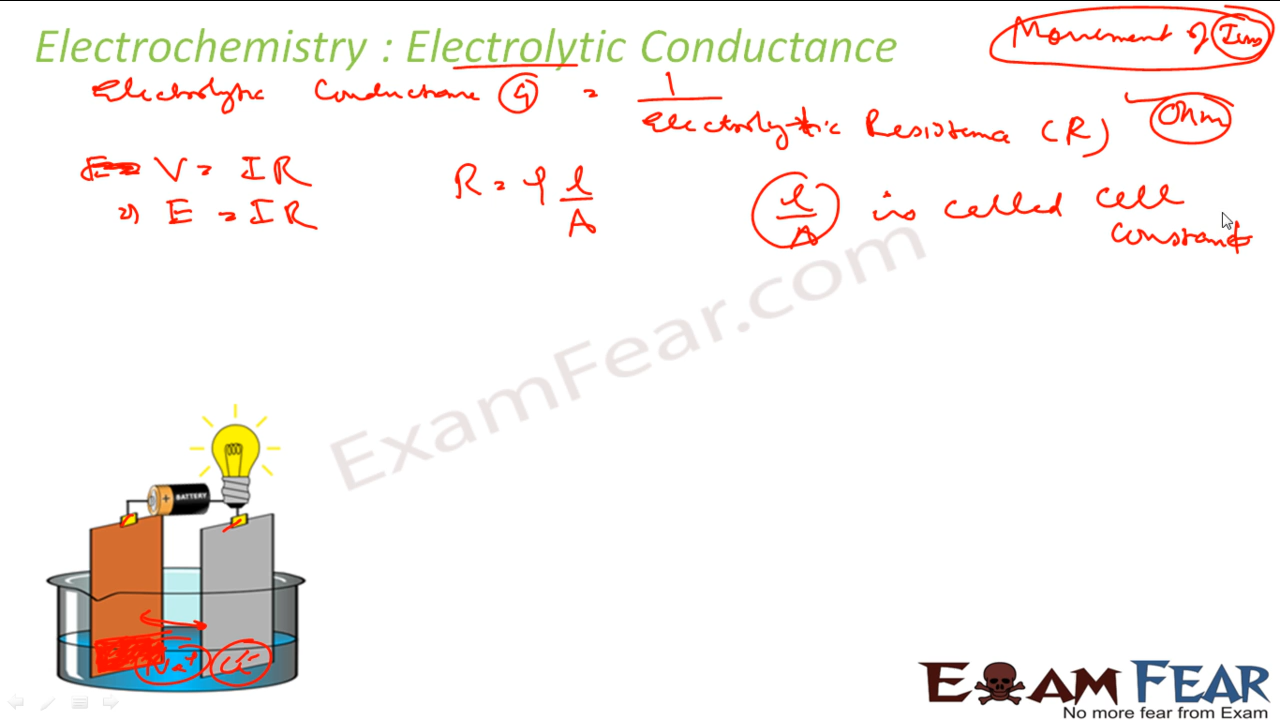 Electrochemistry : Electrolytic Conductance
Movement of Ions
Electrolytic Conductance (G) = 1
Electrolytic Resistance (R) Ohm
V = IR
⇒ E = IR
R = ρ l
A
l
A
is called cell
constant
ExamFear.com
BATTERY
Na+ Cl-
EXAM FEAR
No more fear from Exam